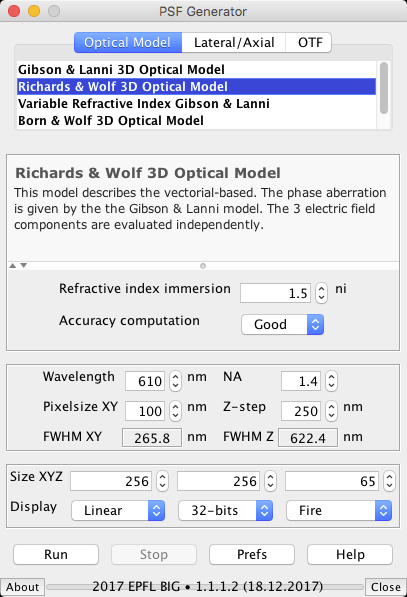 PSF Generator
Optical Model Lateral/Axial OTF
Gibson & Lanni 3D Optical Model
Richards & Wolf 3D Optical Model
Variable Refractive Index Gibson & Lanni
Born & Wolf 3D Optical Model
Richards & Wolf 3D Optical Model
This model describes the vectorial-based. The phase aberration
is given by the the Gibson & Lanni model. The 3 electric field
components are evaluated independently.
Refractive index immersion 1.5 ni
Accuracy computation Good
Wavelength 610 nm NA 1.4
Pixelsize XY 100 nm Z-step 250 nm
FWHM XY 265.8 nm FWHM Z 622.4 nm
Size XYZ 256 256 65
Display Linear 32-bits Fire
Run Stop Prefs Help
About 2017 EPFL BIG • 1.1.1.2 (18.12.2017) Close